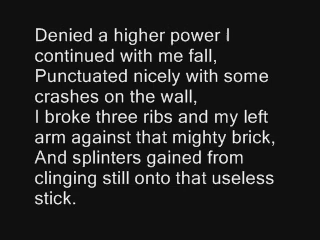 Denied a higher power I
continued with me fall,
Punctuated nicely with some
crashes on the wall,
I broke three ribs and my left
arm against that mighty brick,
And splinters gained from
clinging still onto that useless
stick.